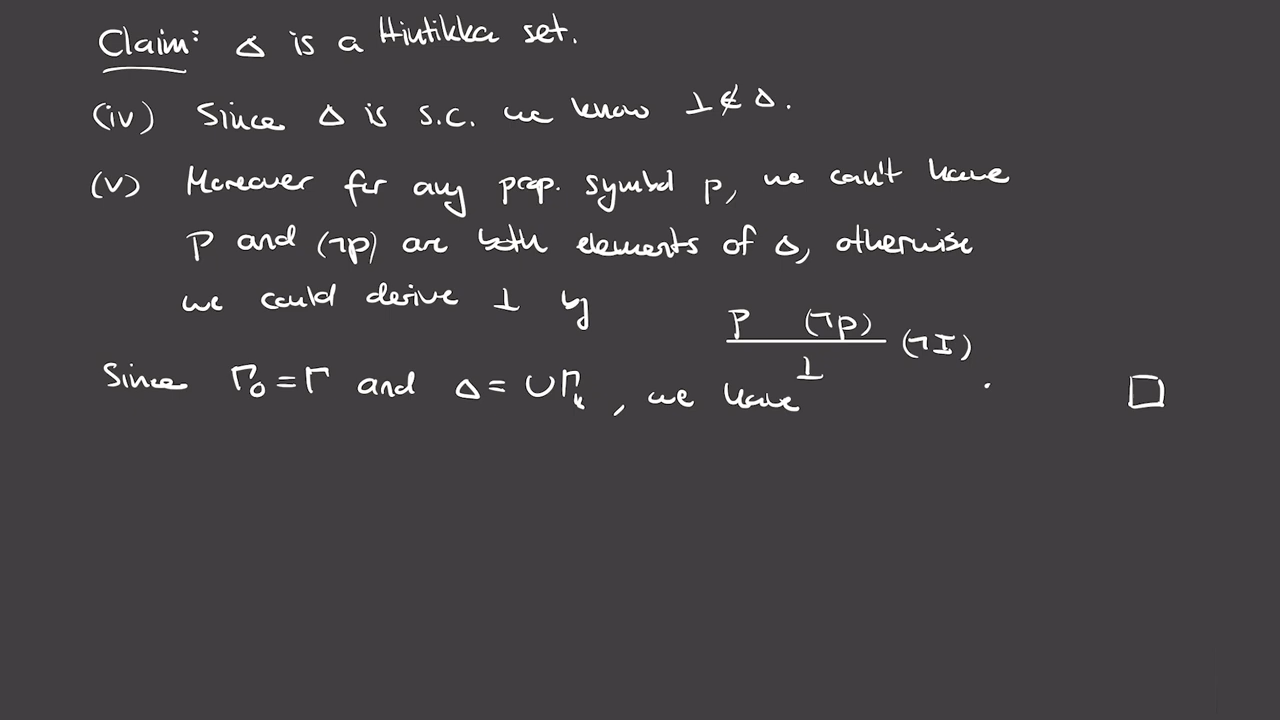 Claim: Δ is a Hintikka set.
(iv) Since Δ is s.c. we know ⊥ ∉ Δ.
(v) Moreover for any prop. symbol p, we can't have
p and (¬p) are both elements of Δ, otherwise
we could derive ⊥ by
p (¬p) (¬I)
⊥ .
Since Γ₀ = Γ and Δ = ∪Γₖ, we have □